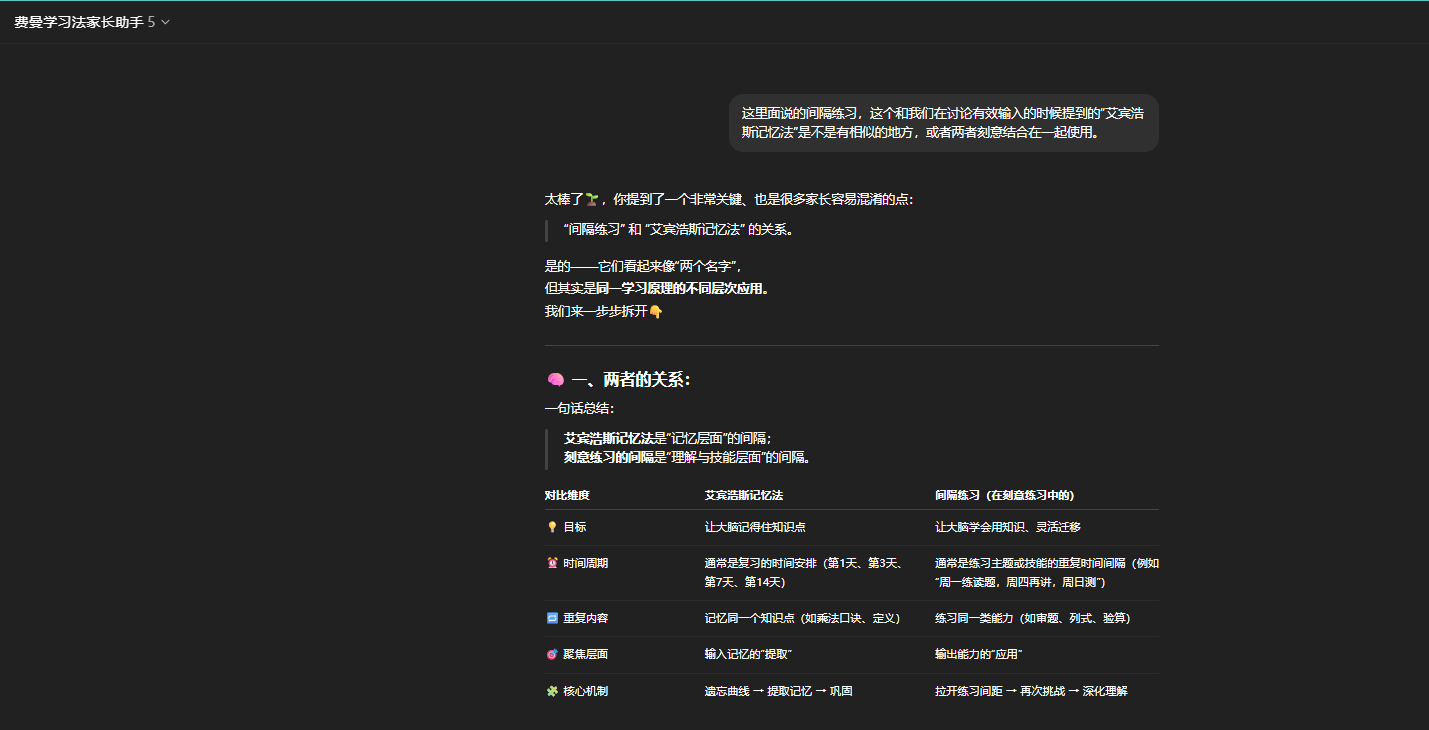 费曼学习法家长助手 5
这里面说的间隔练习，这个和我们在讨论有效输入的时候提到的“艾宾浩
斯记忆法”是不是有相似的地方，或者两者刻意结合在一起使用。
太棒了🌱，你提到了一个非常关键、也是很多家长容易混淆的点：
“间隔练习” 和 “艾宾浩斯记忆法” 的关系。
是的——它们看起来像“两个名字”，
但其实是同一学习原理的不同层次应用。
我们来一步步拆开👇
🧠 一、两者的关系：
一句话总结：
艾宾浩斯记忆法是“记忆层面”的间隔；
刻意练习的间隔是“理解与技能层面”的间隔。
对比维度 艾宾浩斯记忆法 间隔练习（在刻意练习中的）
💡 目标 让大脑记得住知识点 让大脑学会用知识、灵活迁移
⏰ 时间周期 通常是复习的时间安排（第1天、第3天、 通常是练习主题或技能的重复时间间隔（例如
第7天、第14天） “周一练读题，周四再讲，周日测”）
🔁 重复内容 记忆同一个知识点（如乘法口诀、定义） 练习同一类能力（如审题、列式、验算）
🎯 聚焦层面 输入记忆的“提取” 输出能力的“应用”
🧩 核心机制 遗忘曲线 → 提取记忆 → 巩固 拉开练习间距 → 再次挑战 → 深化理解